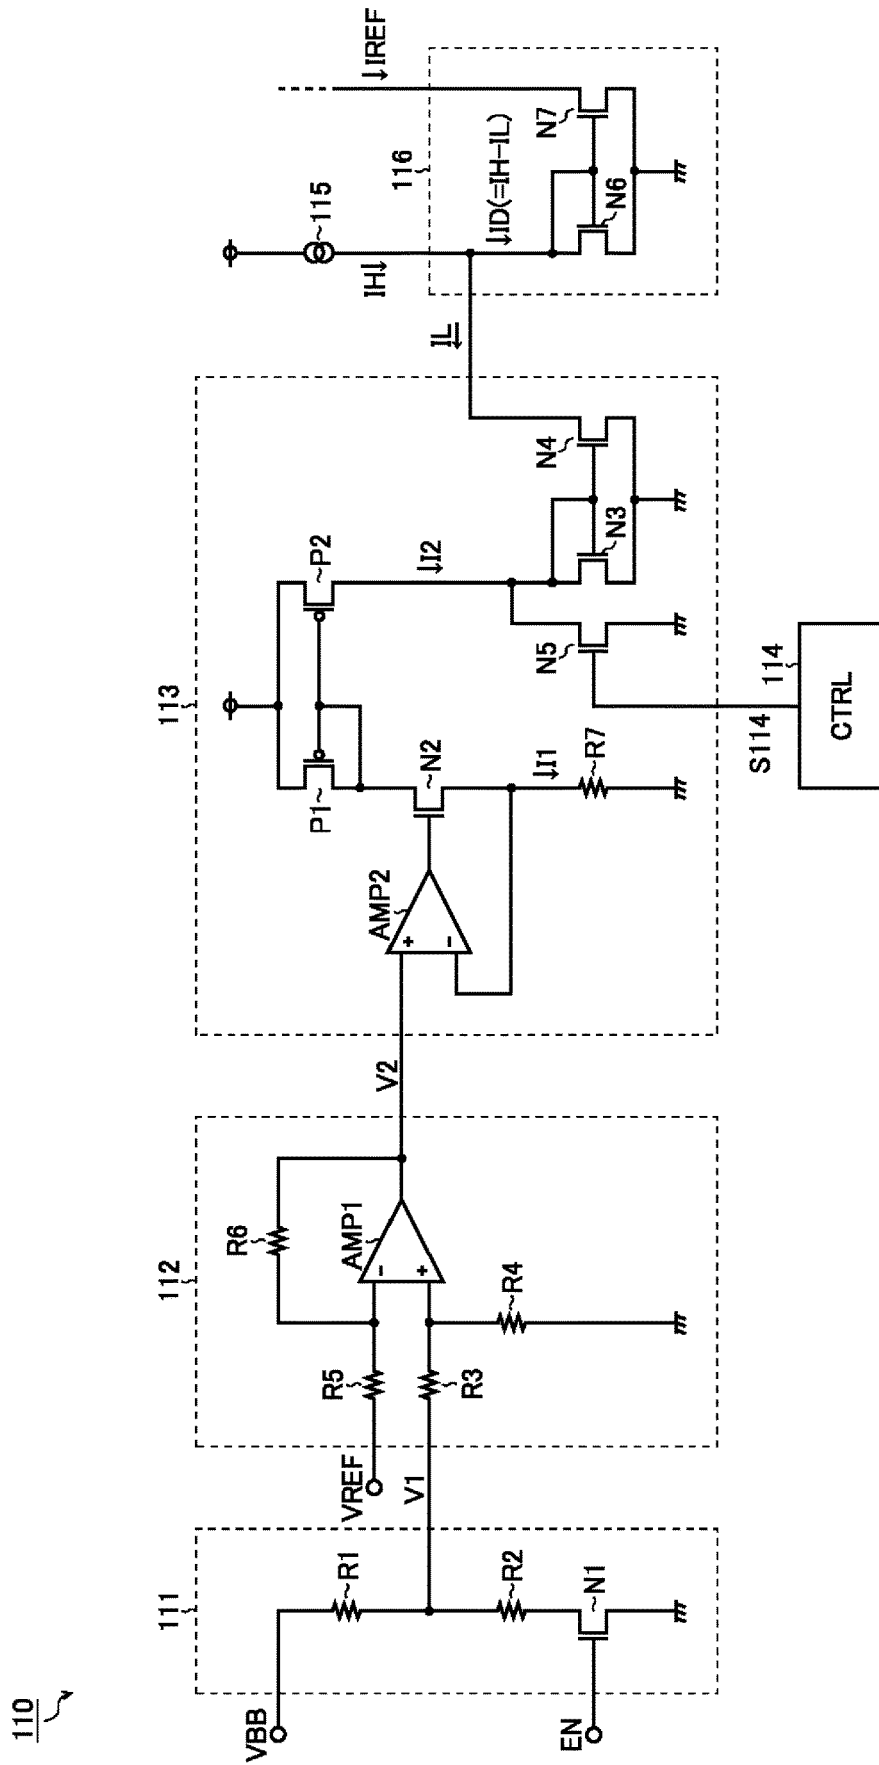 110
111
VBB
R1
V1
R2
EN
N1
112
R6
VREF
R5
AMP1
-
+
R3
R4
V2
113
AMP2
+
-
P1
P2
N2
↓I1
R7
↓I2
N5
N3
N4
S114
114
CTRL
IL
115
IH↓
116
↓IREF
↓ID(=IH-IL)
N6
N7